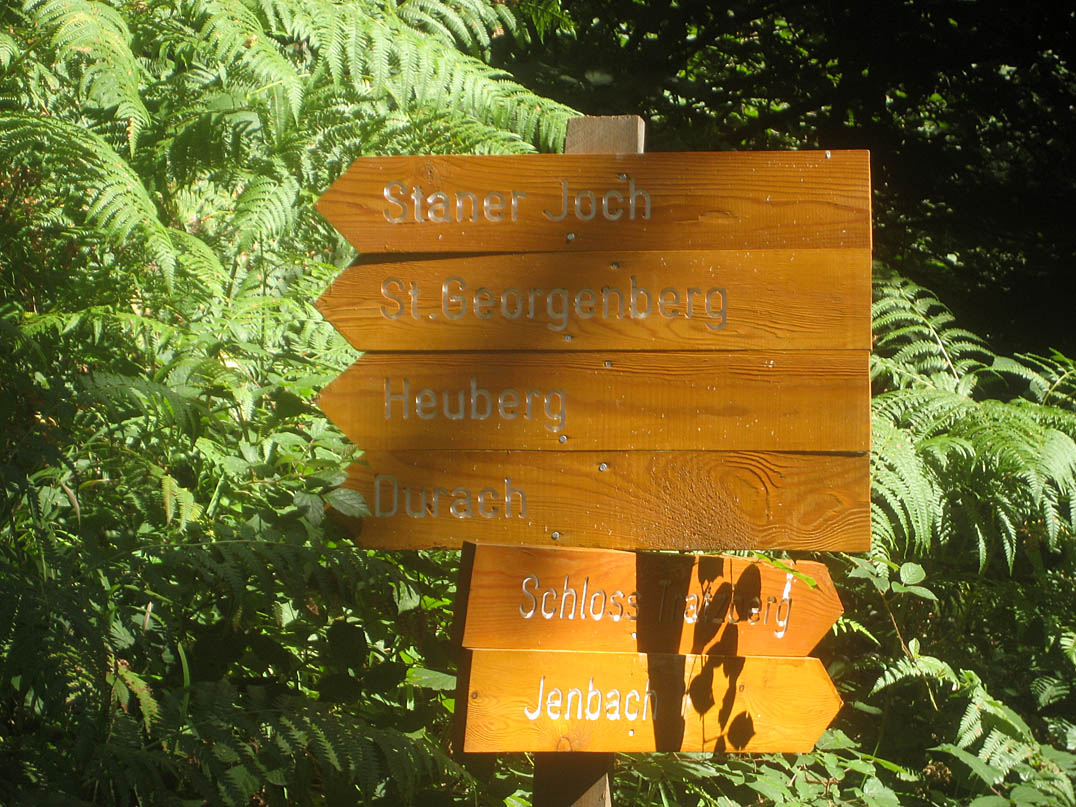 Staner Joch
St.Georgenberg
Heuberg
Durach
Schloss Tratzberg
Jenbach